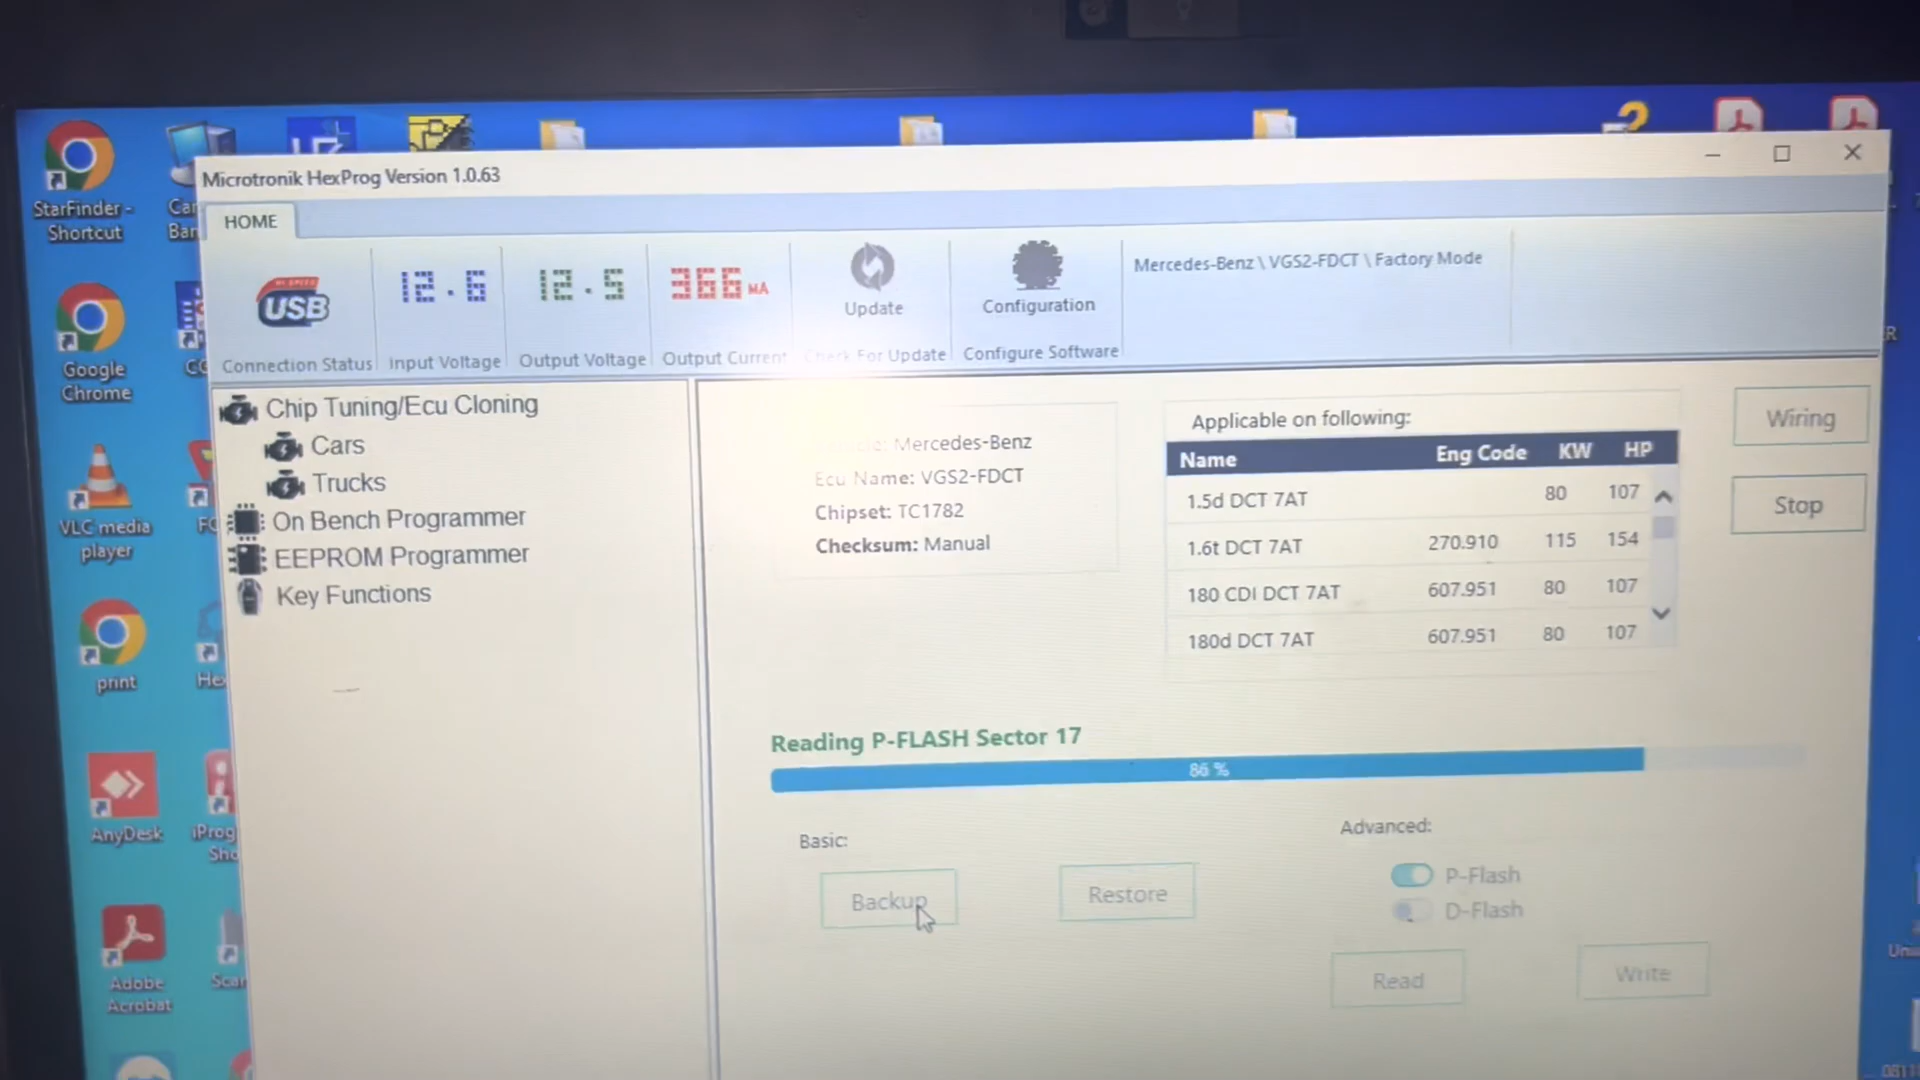 StarFinder -
Shortcut
Google
Chrome
VLC media
player
print
AnyDesk
Adobe
Acrobat
iProg
Microtronik HexProg Version 1.0.63
HOME
HI-SPEED
USB
12.6
12.5
366 MA
Update
Configuration
Mercedes-Benz \ VGS2-FDCT \ Factory Mode
Connection Status
Input Voltage
Output Voltage
Output Current
Check For Update
Configure Software
Chip Tuning/Ecu Cloning
Cars
Trucks
On Bench Programmer
EEPROM Programmer
Key Functions
Mercedes-Benz
Ecu Name: VGS2-FDCT
Chipset: TC1782
Checksum: Manual
Applicable on following:
Name Eng Code KW HP
1.5d DCT 7AT 80 107
1.6t DCT 7AT 270.910 115 154
180 CDI DCT 7AT 607.951 80 107
180d DCT 7AT 607.951 80 107
Wiring
Stop
Reading P-FLASH Sector 17
86 %
Basic:
Backup
Restore
Advanced:
P-Flash
D-Flash
Read
Write